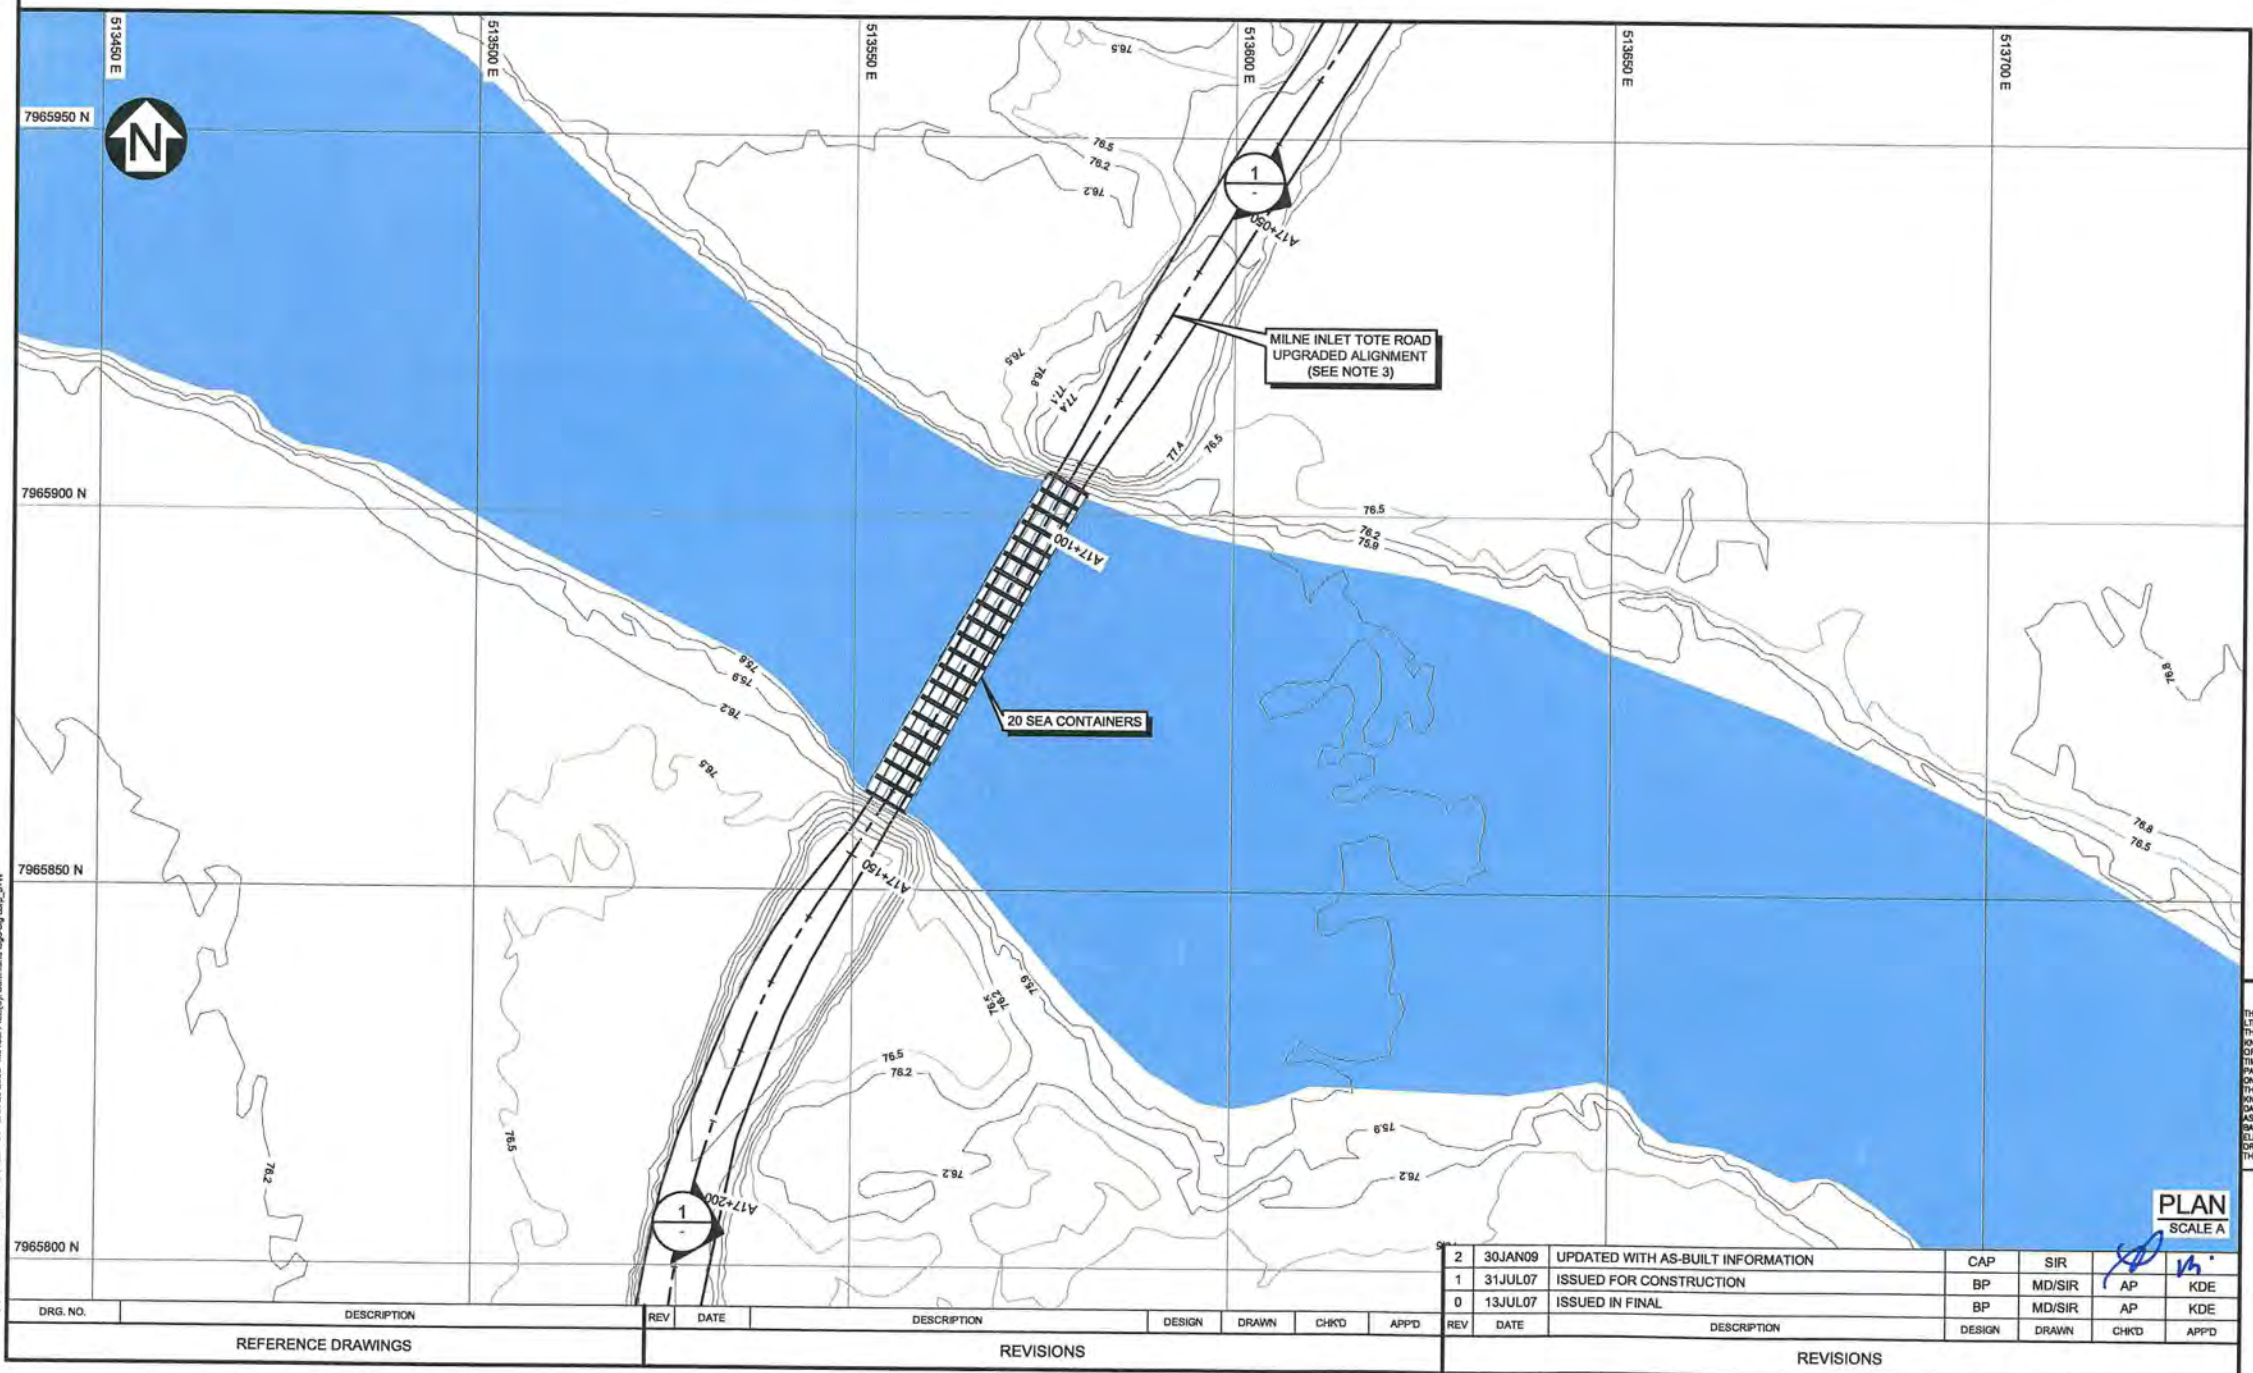 513450 E
513500 E
513550 E
513600 E
513650 E
513700 E
7965950 N
N
76.5
76.5
76.2
76.2
1
-
A17+050
MILNE INLET TOTE ROAD
UPGRADED ALIGNMENT
(SEE NOTE 3)
76.5
76.8
77.1
77.4
77.4
76.5
7965900 N
76.5
76.2
75.9
A17+100
75.6
75.9
76.2
76.8
20 SEA CONTAINERS
76.5
76.8
76.5
7965850 N
A17+150
75.9
76.2
76.5
76.5
76.2
76.5
75.9
76.2
76.2
76.2
A17+200
1
-
7965800 N
PLAN
SCALE A
2 30JAN09 UPDATED WITH AS-BUILT INFORMATION CAP SIR
1 31JUL07 ISSUED FOR CONSTRUCTION BP MD/SIR AP KDE
0 13JUL07 ISSUED IN FINAL BP MD/SIR AP KDE
DRG. NO. DESCRIPTION REV DATE DESCRIPTION DESIGN DRAWN CHK'D APP'D REV DATE DESCRIPTION DESIGN DRAWN CHK'D APP'D
REFERENCE DRAWINGS REVISIONS REVISIONS